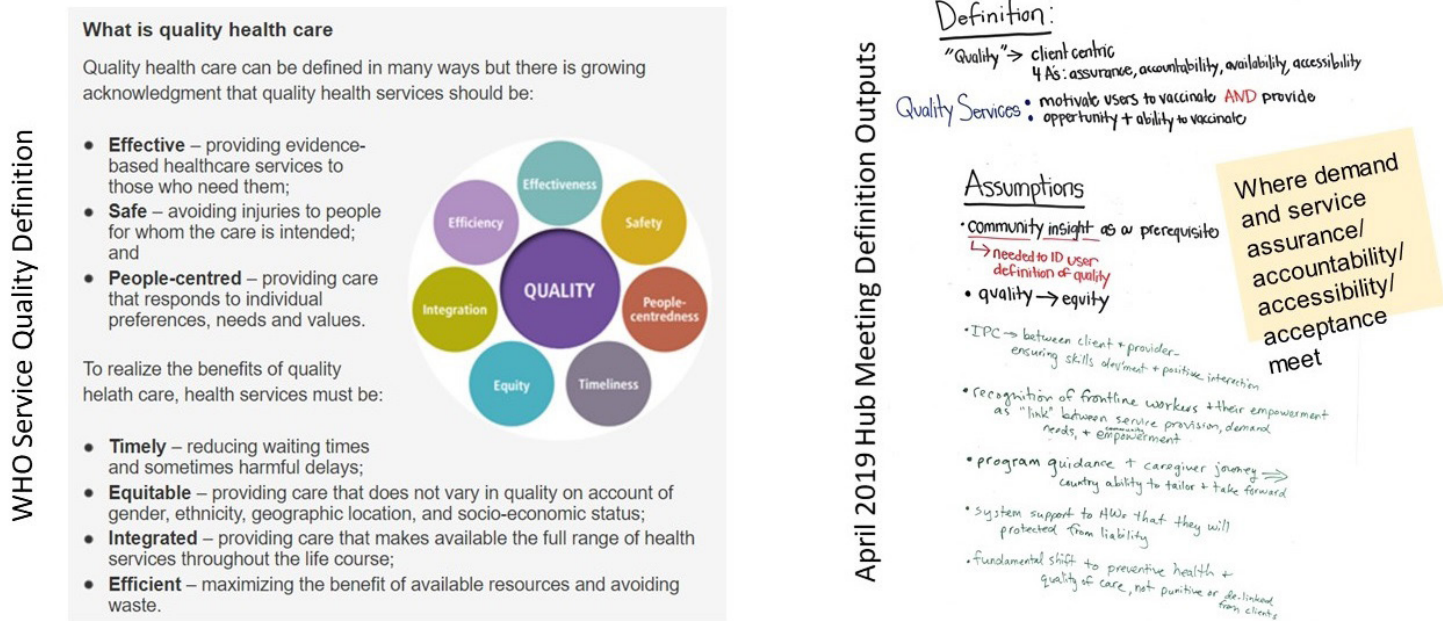 WHO Service Quality Definition
What is quality health care
Quality health care can be defined in many ways but there is growing
acknowledgment that quality health services should be:
● Effective – providing evidence-
based healthcare services to
those who need them;
● Safe – avoiding injuries to people
for whom the care is intended;
and
● People-centred – providing care
that responds to individual
preferences, needs and values.
To realize the benefits of quality
helath care, health services must be:
● Timely – reducing waiting times
and sometimes harmful delays;
● Equitable – providing care that does not vary in quality on account of
gender, ethnicity, geographic location, and socio-economic status;
● Integrated – providing care that makes available the full range of health
services throughout the life course;
● Efficient – maximizing the benefit of available resources and avoiding
waste.
Effectiveness
Efficiency
Safety
QUALITY
Integration
People-
centredness
Equity
Timeliness
April 2019 Hub Meeting Definition Outputs
Definition:
"Quality" → client centric
4 A's: assurance, accountability, availability, accessibility
Quality Services: • motivate users to vaccinate AND provide
• opportunity + ability to vaccinate
Assumptions
• community insight as a prerequisite
↳ needed to ID user
definition of quality
• quality → equity
• IPC → between client + provider-
ensuring skills dev'ment + positive interaction
• recognition of frontline workers + their empowerment
as "link" between service provision, demand
needs, + community empowerment
• program guidance + caregiver journey ⇒
country ability to tailor + take forward
• system support to HWs that they will
protected from liability
• fundamental shift to preventive health +
quality of care, not punitive or de-linked
from clients
Where demand
and service
assurance/
accountability/
accessibility/
acceptance
meet